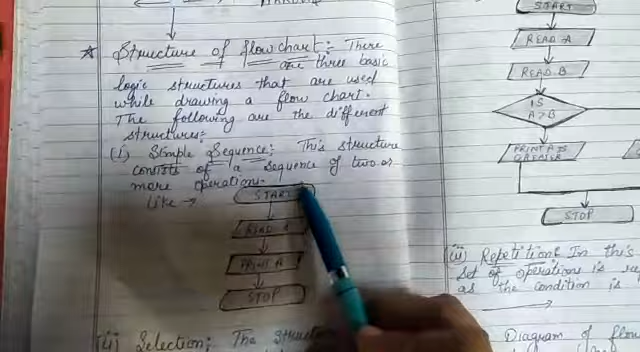 * Structure of flowchart: There
are three basic
logic structures that are used
while drawing a flow chart.
The following are the different
structures:
(i) Simple Sequence: This structure
consists of a sequence of two or
more operations.
Like →
START
READ A
PRINT A
STOP
(ii) Selection: The
START
READ A
READ B
IS
A>B
PRINT A IS
GREATER
STOP
(iii) Repetition: In this
set of operations is
as the condition is
Diagram of flow